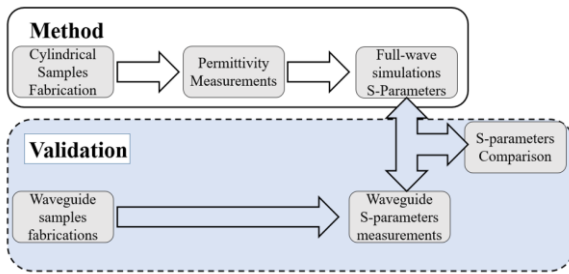 Method
Cylindrical
Samples
Fabrication
Permittivity
Measurements
Full-wave
simulations
S-Parameters
Validation
S-parameters
Comparison
Waveguide
samples
fabrications
Waveguide
S-parameters
measurements